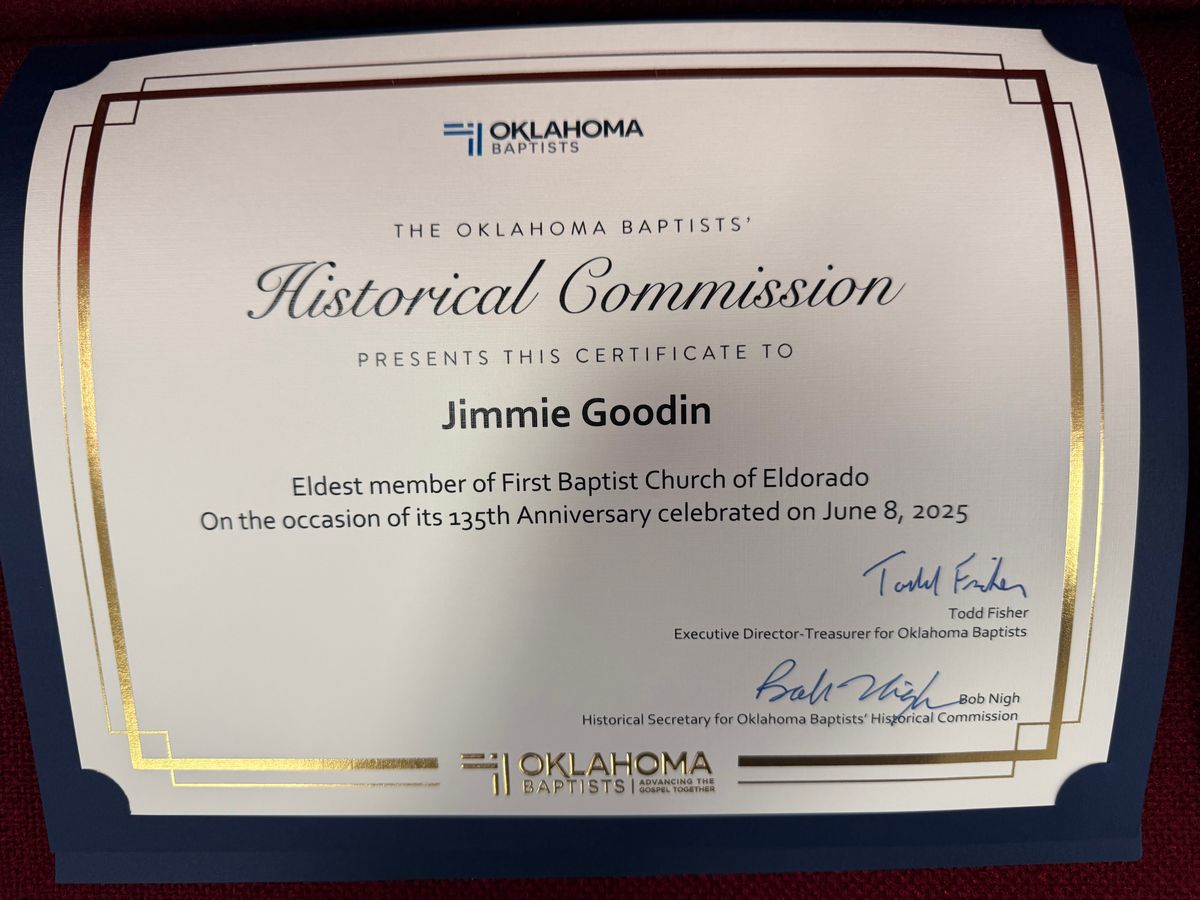 OKLAHOMA
BAPTISTS
THE OKLAHOMA BAPTISTS'
Historical Commission
PRESENTS THIS CERTIFICATE TO
Jimmie Goodin
Eldest member of First Baptist Church of Eldorado
On the occasion of its 135th Anniversary celebrated on June 8, 2025
Todd Fisher
Todd Fisher
Executive Director-Treasurer for Oklahoma Baptists
Bob Nigh
Bob Nigh
Historical Secretary for Oklahoma Baptists' Historical Commission
OKLAHOMA
BAPTISTS | ADVANCING THE
GOSPEL TOGETHER